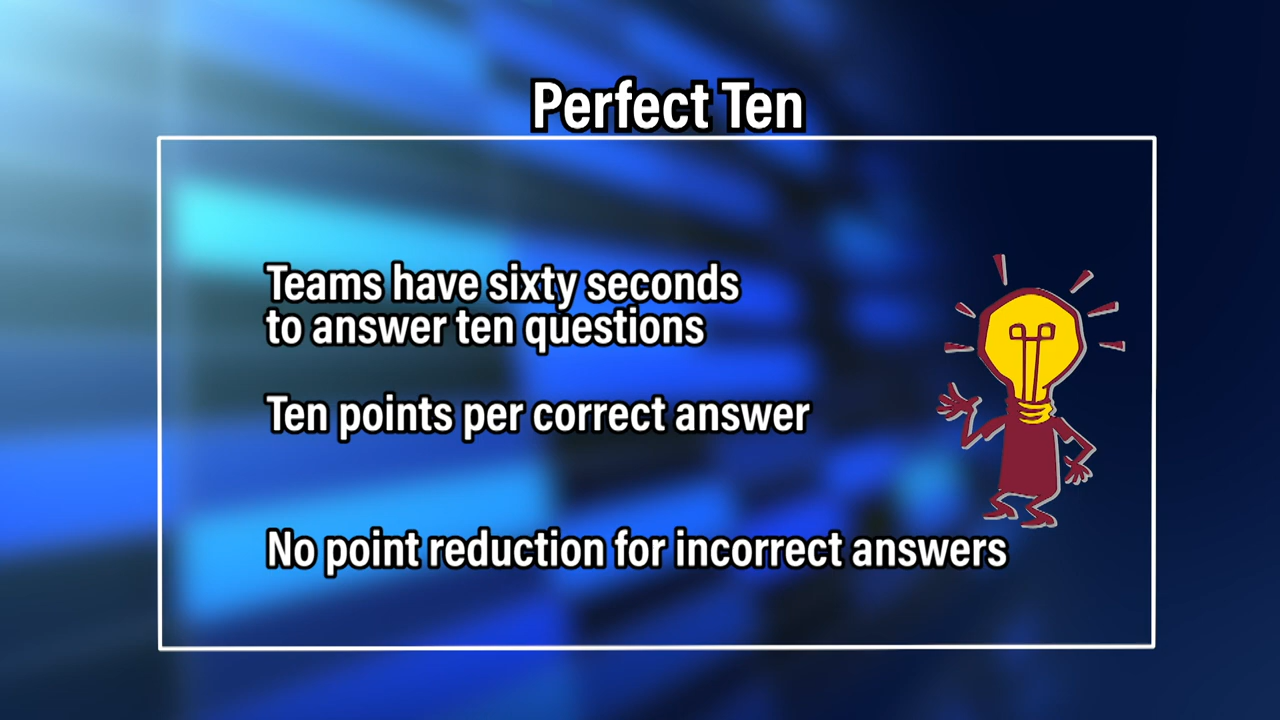 Perfect Ten
Teams have sixty seconds
to answer ten questions
Ten points per correct answer
No point reduction for incorrect answers